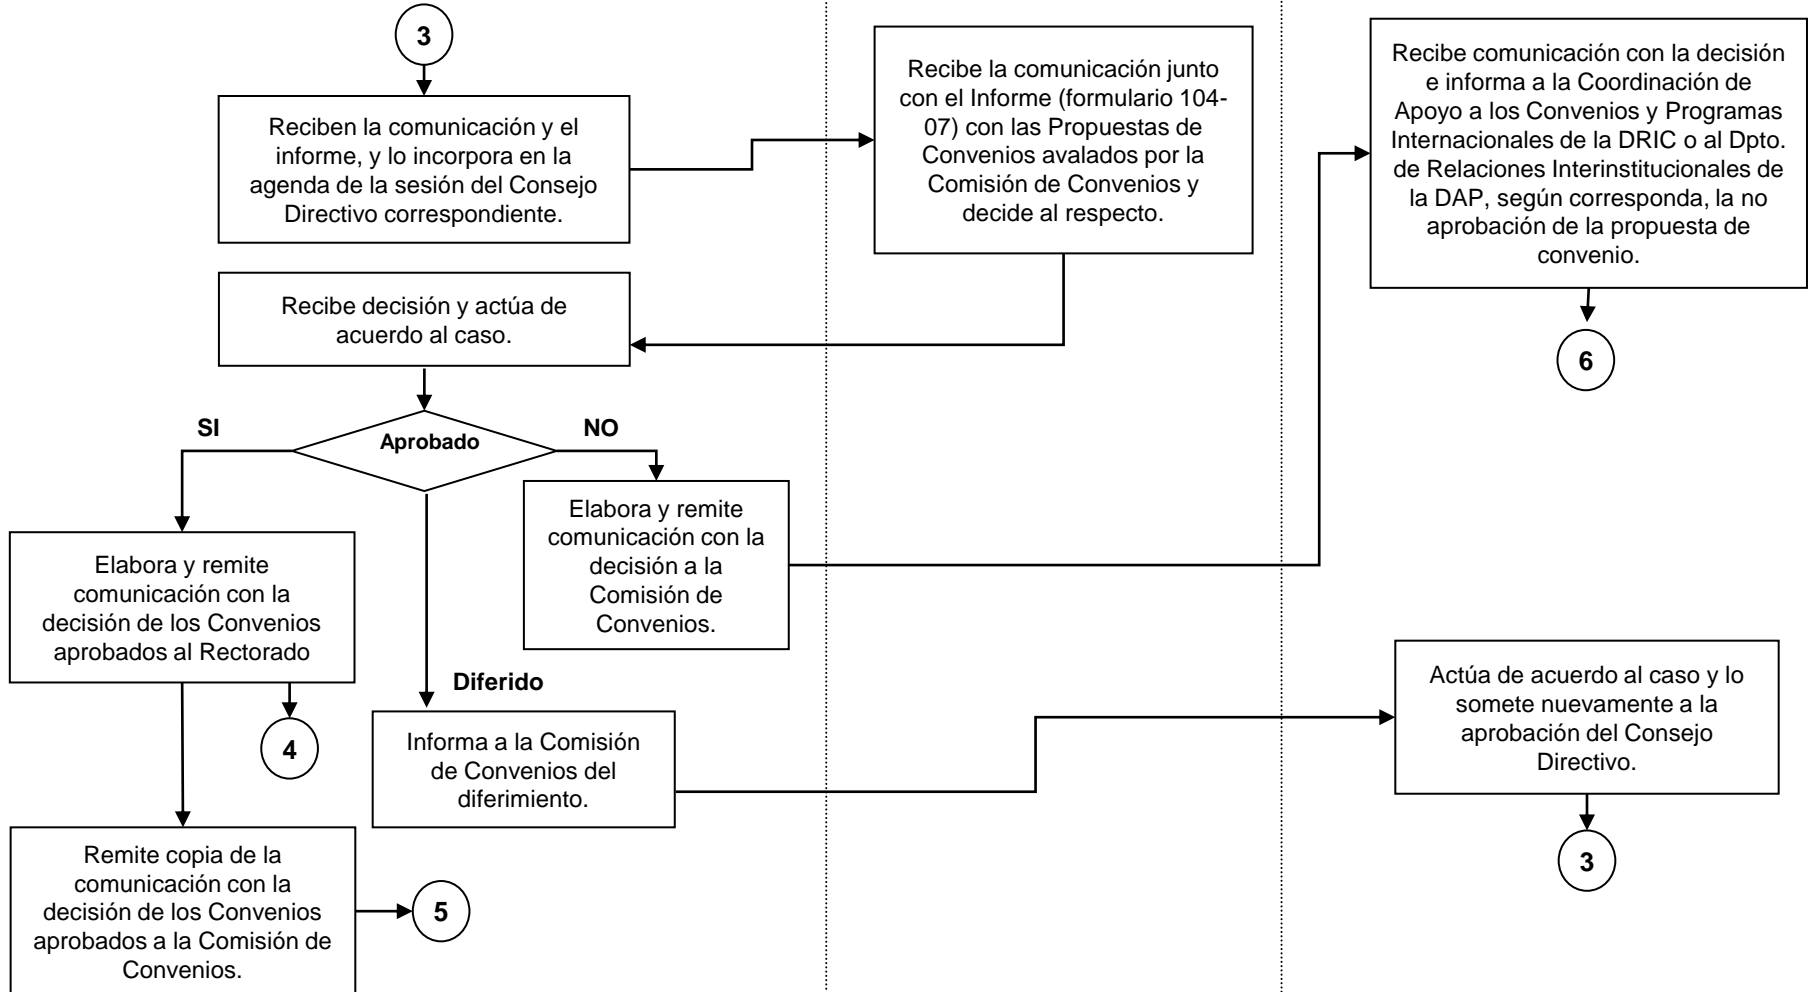 3
Reciben la comunicación y el
informe, y lo incorpora en la
agenda de la sesión del Consejo
Directivo correspondiente.
Recibe la comunicación junto
con el Informe (formulario 104-
07) con las Propuestas de
Convenios avalados por la
Comisión de Convenios y
decide al respecto.
Recibe comunicación con la decisión
e informa a la Coordinación de
Apoyo a los Convenios y Programas
Internacionales de la DRIC o al Dpto.
de Relaciones Interinstitucionales de
la DAP, según corresponda, la no
aprobación de la propuesta de
convenio.
6
Recibe decisión y actúa de
acuerdo al caso.
SI
Aprobado
NO
Elabora y remite
comunicación con la
decisión a la
Comisión de
Convenios.
Elabora y remite
comunicación con la
decisión de los Convenios
aprobados al Rectorado
4
Diferido
Informa a la Comisión
de Convenios del
diferimiento.
Actúa de acuerdo al caso y lo
somete nuevamente a la
aprobación del Consejo
Directivo.
3
Remite copia de la
comunicación con la
decisión de los Convenios
aprobados a la Comisión de
Convenios.
5